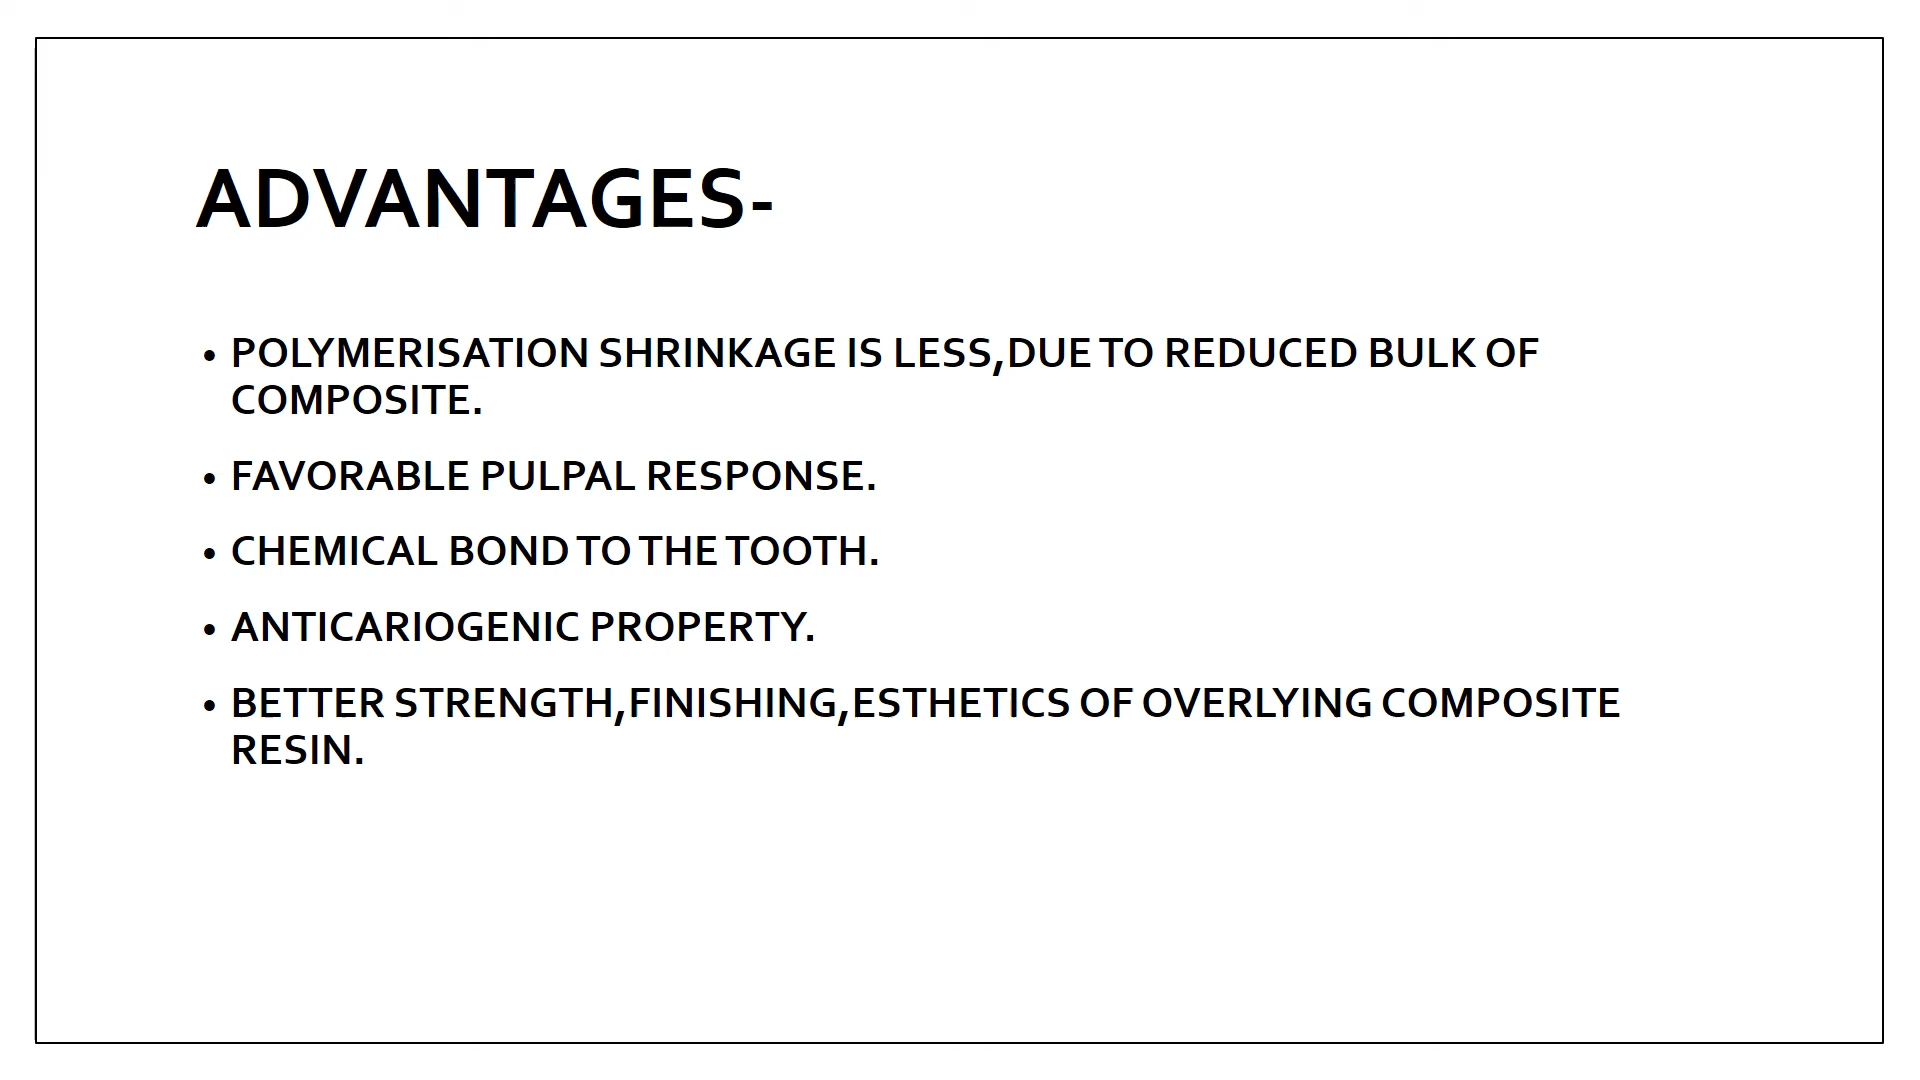 ADVANTAGES-
• POLYMERISATION SHRINKAGE IS LESS,DUE TO REDUCED BULK OF
COMPOSITE.
• FAVORABLE PULPAL RESPONSE.
• CHEMICAL BOND TO THE TOOTH.
• ANTICARIOGENIC PROPERTY.
• BETTER STRENGTH,FINISHING,ESTHETICS OF OVERLYING COMPOSITE
RESIN.